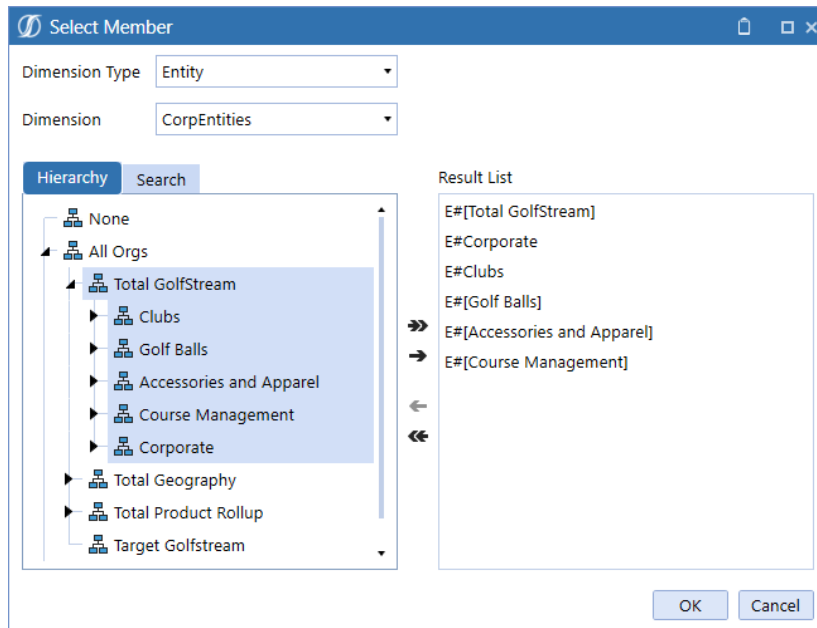 Select Member
Dimension Type Entity
Dimension CorpEntities
Hierarchy Search
None
All Orgs
Total GolfStream
Clubs
Golf Balls
Accessories and Apparel
Course Management
Corporate
Total Geography
Total Product Rollup
Target Golfstream
Result List
E#[Total GolfStream]
E#Corporate
E#Clubs
E#[Golf Balls]
E#[Accessories and Apparel]
E#[Course Management]
OK Cancel